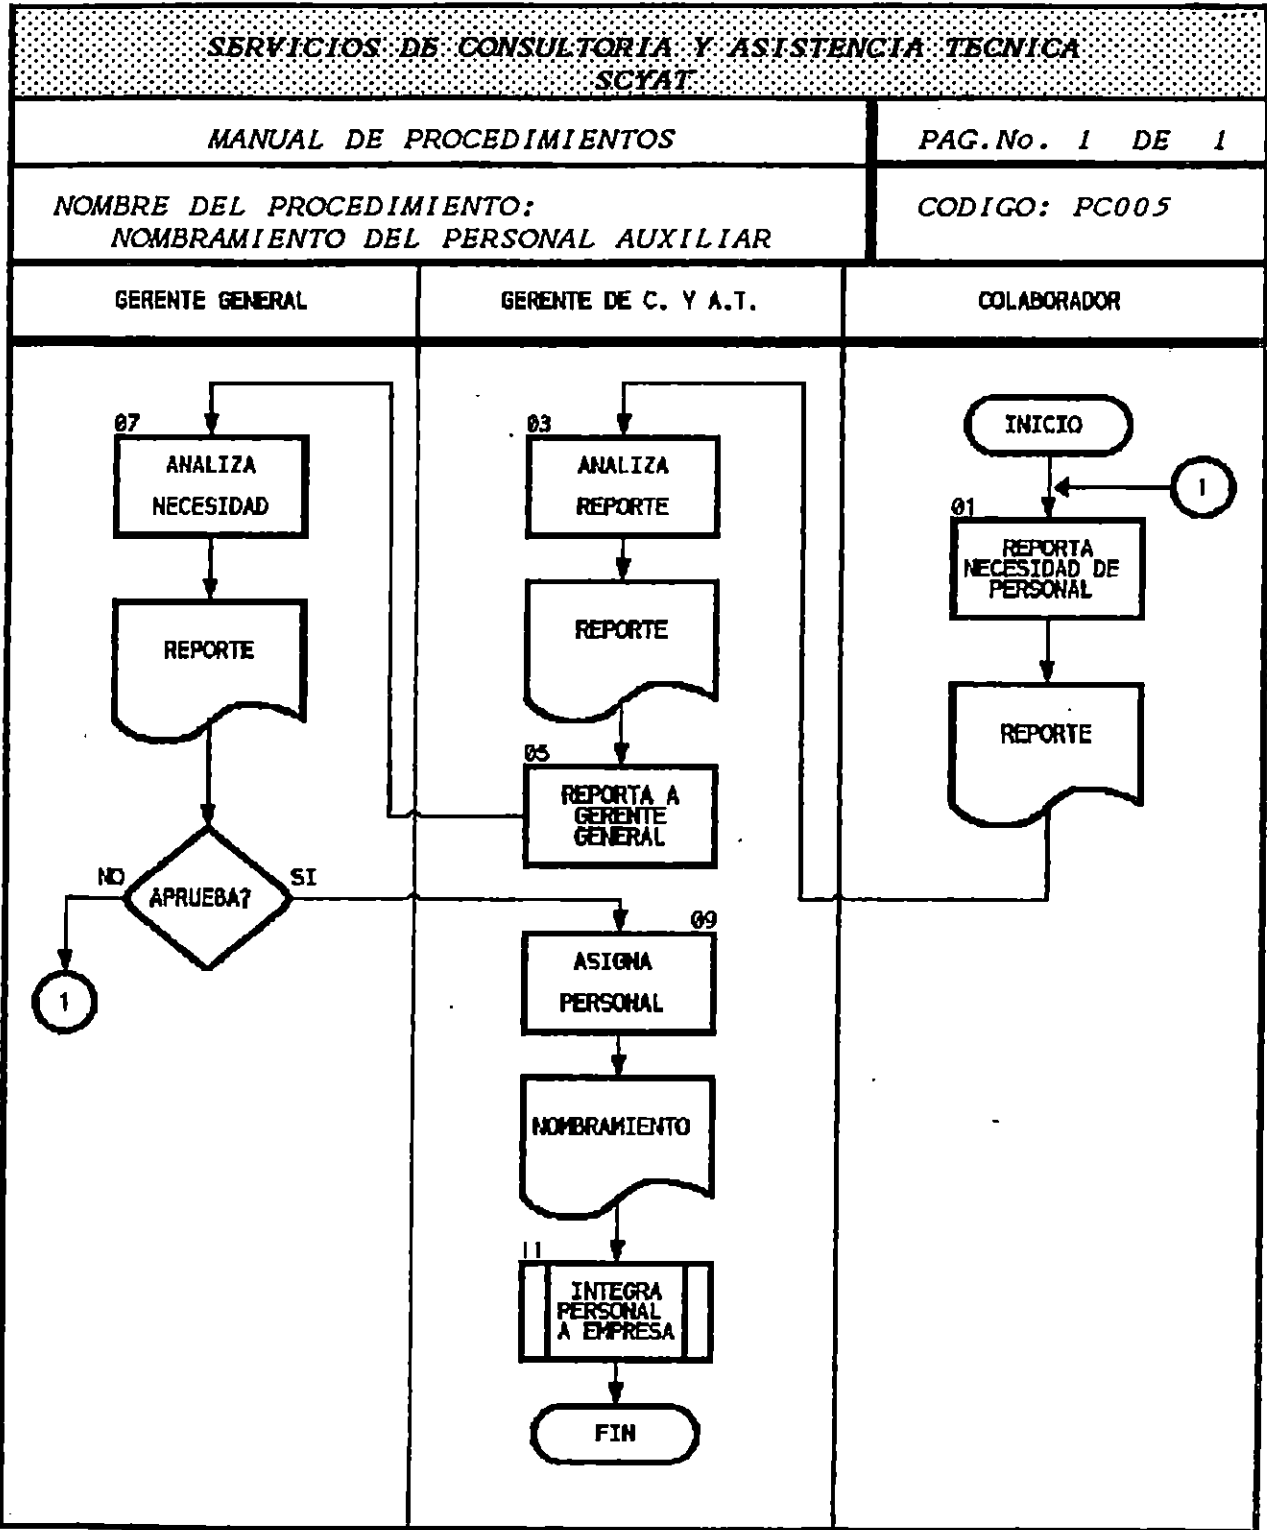 SERVICIOS DE CONSULTORIA Y ASISTENCIA TECNICA
SCYAT
MANUAL DE PROCEDIMIENTOS
PAG.No. 1 DE 1
NOMBRE DEL PROCEDIMIENTO:
NOMBRAMIENTO DEL PERSONAL AUXILIAR
CODIGO: PC005
GERENTE GENERAL
GERENTE DE C. Y A.T.
COLABORADOR
07
ANALIZA
NECESIDAD
REPORTE
APRUEBA?
NO
SI
1
03
ANALIZA
REPORTE
REPORTE
05
REPORTA A
GERENTE
GENERAL
09
ASIGNA
PERSONAL
NOMBRAMIENTO
11
INTEGRA
PERSONAL
A EMPRESA
FIN
INICIO
1
01
REPORTA
NECESIDAD DE
PERSONAL
REPORTE